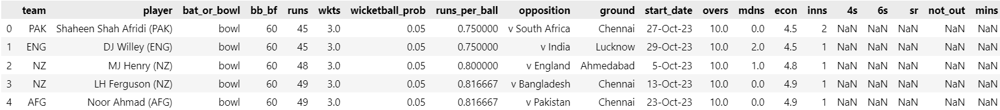 team player bat_or_bowl bb_bf runs wkts wicketball_prob runs_per_ball opposition ground start_date overs mdns econ inns 4s 6s sr not_out mins
0 PAK Shaheen Shah Afridi (PAK) bowl 60 45 3.0 0.05 0.750000 v South Africa Chennai 27-Oct-23 10.0 0.0 4.5 2 NaN NaN NaN NaN NaN
1 ENG DJ Willey (ENG) bowl 60 45 3.0 0.05 0.750000 v India Lucknow 29-Oct-23 10.0 2.0 4.5 1 NaN NaN NaN NaN NaN
2 NZ MJ Henry (NZ) bowl 60 48 3.0 0.05 0.800000 v England Ahmedabad 5-Oct-23 10.0 1.0 4.8 1 NaN NaN NaN NaN NaN
3 NZ LH Ferguson (NZ) bowl 60 49 3.0 0.05 0.816667 v Bangladesh Chennai 13-Oct-23 10.0 0.0 4.9 1 NaN NaN NaN NaN NaN
4 AFG Noor Ahmad (AFG) bowl 60 49 3.0 0.05 0.816667 v Pakistan Chennai 23-Oct-23 10.0 0.0 4.9 1 NaN NaN NaN NaN NaN